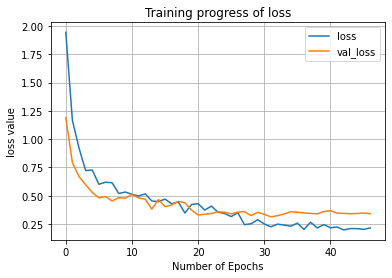 Training progress of loss
2.00
1.75
1.50
1.25
1.00
0.75
0.50
0.25
loss value
loss
val_loss
0 10 20 30 40
Number of Epochs